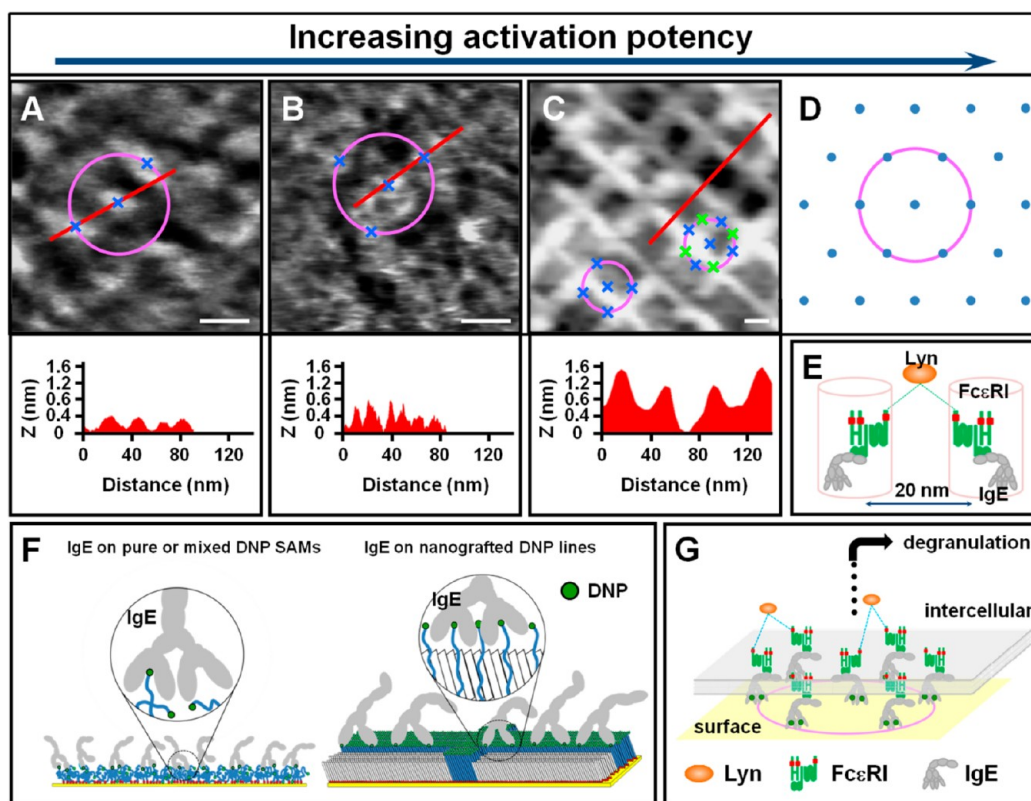 Increasing activation potency
A
B
C
D
1.6
1.2
0.8
0.4
0
Z (nm)
0 40 80 120
Distance (nm)
1.6
1.2
0.8
0.4
0
Z (nm)
0 40 80 120
Distance (nm)
1.6
1.2
0.8
0.4
0
Z (nm)
0 40 80 120
Distance (nm)
E
Lyn
FcεRI
20 nm
IgE
F
IgE on pure or mixed DNP SAMs
IgE on nanografted DNP lines
IgE
IgE
DNP
G
degranulation
intercellular
surface
Lyn FcεRI IgE